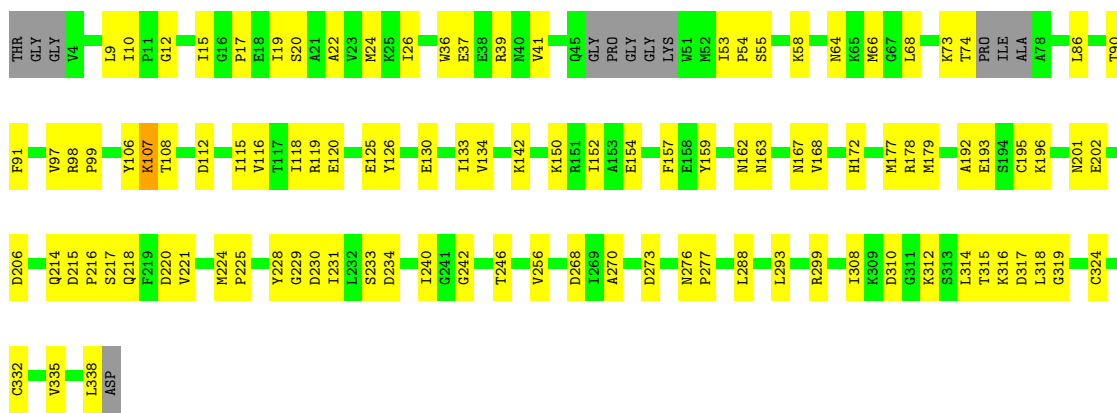 THR GLY GLY V4 L9 I10 P11 G12 I15 G16 P17 E18 I19 S20 A21 A22 V23 M24 K25 I26 W36 E37 E38 R39 N40 V41 Q45 GLY PRO GLY GLY LYS W51 M52 I53 P54 S55 K58 N64 K65 M66 G67 L68 K73 T74 PRO ILE ALA A78 L86 T90
F91 V97 R98 P99 Y106 K107 T108 D112 I115 V116 T117 I118 R119 E120 E125 Y126 E130 I133 V134 K142 K150 R151 I152 A153 E154 F157 E158 Y159 N162 N163 N167 V168 H172 M177 R178 M179 A192 E193 S194 C195 K196 N201 E202
D206 Q214 D215 P216 S217 Q218 F219 D220 V221 M224 P225 Y228 G229 D230 I231 L232 S233 D234 I240 G241 G242 T246 V256 D268 I269 A270 D273 N276 P277 L288 L293 R299 I308 K309 D310 G311 K312 S313 L314 T315 K316 D317 L318 G319 C324
C332 V335 L338 ASP